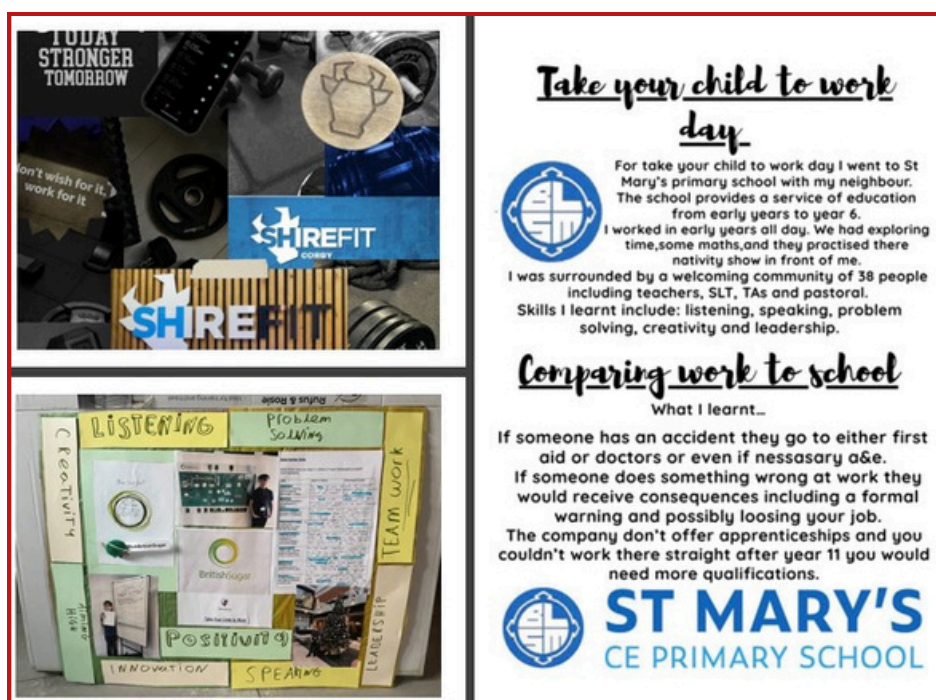 TODAY
STRONGER
TOMORROW
don't wish for it,
work for it
SHIREFIT
CORBY
SHIREFIT
Rufus & Rosie
LISTENING
Problem
Solving
CREATIVITY
TEAM WORK
BritishSugar
AIMING
HIGH
POSITIVITY
LEADERSHIP
INNOVATION
SPEAKING
Take your child to work
day
For take your child to work day I went to St
Mary's primary school with my neighbour.
The school provides a service of education
from early years to year 6.
I worked in early years all day. We had exploring
time,some maths,and they practised there
nativity show in front of me.
I was surrounded by a welcoming community of 38 people
including teachers, SLT, TAs and pastoral.
Skills I learnt include: listening, speaking, problem
solving, creativity and leadership.
Comparing work to school
What I learnt...
If someone has an accident they go to either first
aid or doctors or even if nessasary a&e.
If someone does something wrong at work they
would receive consequences including a formal
warning and possibly loosing your job.
The company don't offer apprenticeships and you
couldn't work there straight after year 11 you would
need more qualifications.
ST MARY'S
CE PRIMARY SCHOOL